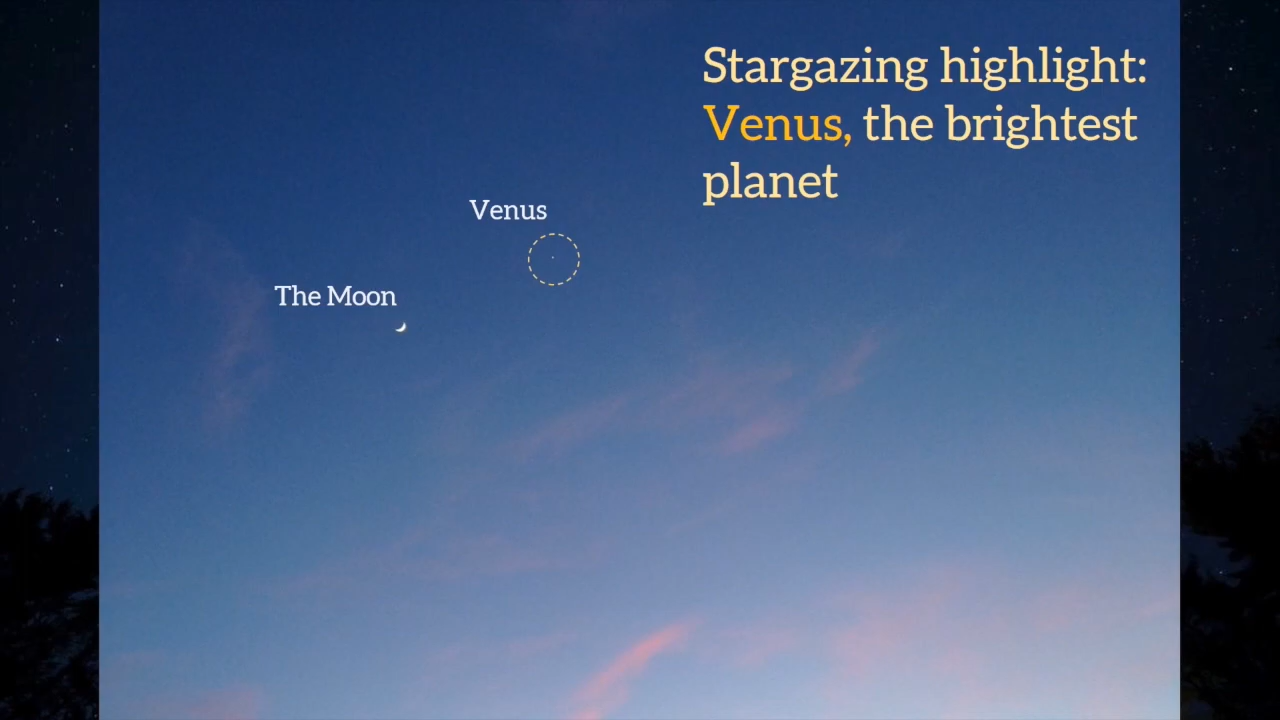 Stargazing highlight:
Venus, the brightest
planet
Venus
The Moon